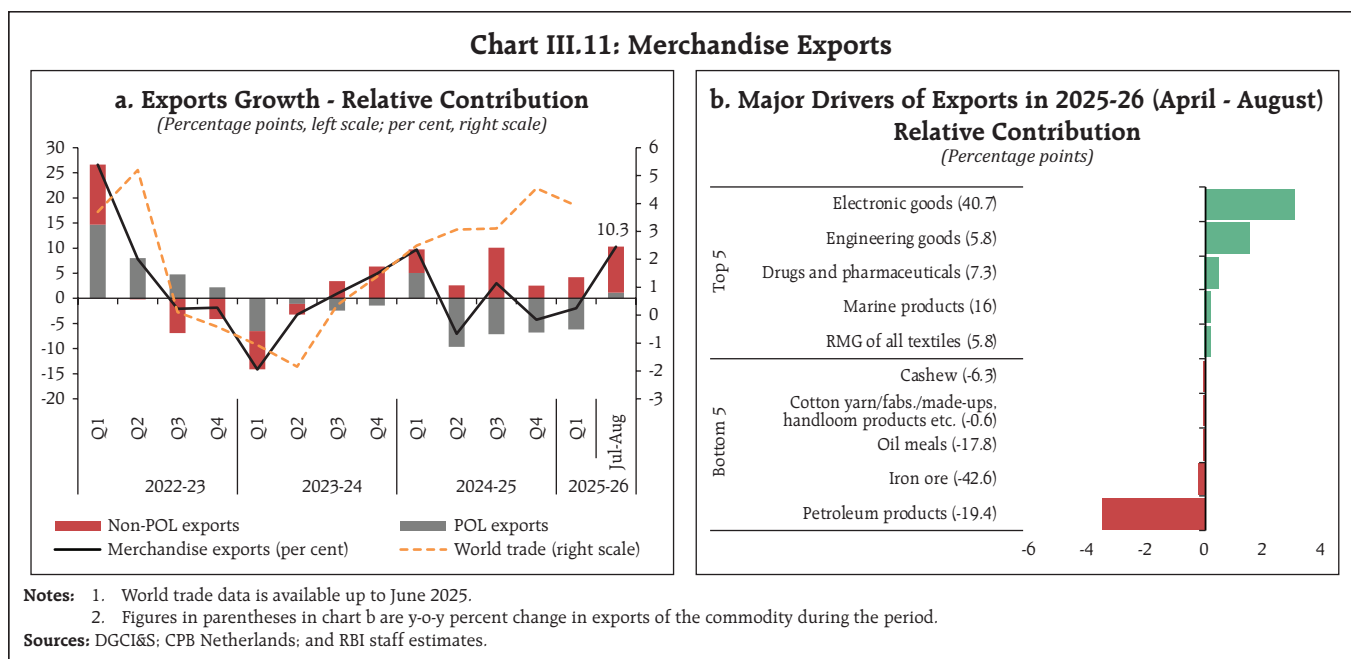 Chart III.11: Merchandise Exports
a. Exports Growth - Relative Contribution
(Percentage points, left scale; per cent, right scale)
30
25
20
15
10
5
0
-5
-10
-15
-20
6
5
4
3
2
1
0
-1
-2
-3
10.3
Q1
Q2
Q3
Q4
Q1
Q2
Q3
Q4
Q1
Q2
Q3
Q4
Q1
Jul-Aug
2022-23
2023-24
2024-25
2025-26
Non-POL exports
POL exports
Merchandise exports (per cent)
World trade (right scale)
b. Major Drivers of Exports in 2025-26 (April - August)
Relative Contribution
(Percentage points)
Top 5
Electronic goods (40.7)
Engineering goods (5.8)
Drugs and pharmaceuticals (7.3)
Marine products (16)
RMG of all textiles (5.8)
Bottom 5
Cashew (-6.3)
Cotton yarn/fabs./made-ups,
handloom products etc. (-0.6)
Oil meals (-17.8)
Iron ore (-42.6)
Petroleum products (-19.4)
-6
-4
-2
0
2
4
Notes: 1. World trade data is available up to June 2025.
2. Figures in parentheses in chart b are y-o-y percent change in exports of the commodity during the period.
Sources: DGCI&S; CPB Netherlands; and RBI staff estimates.